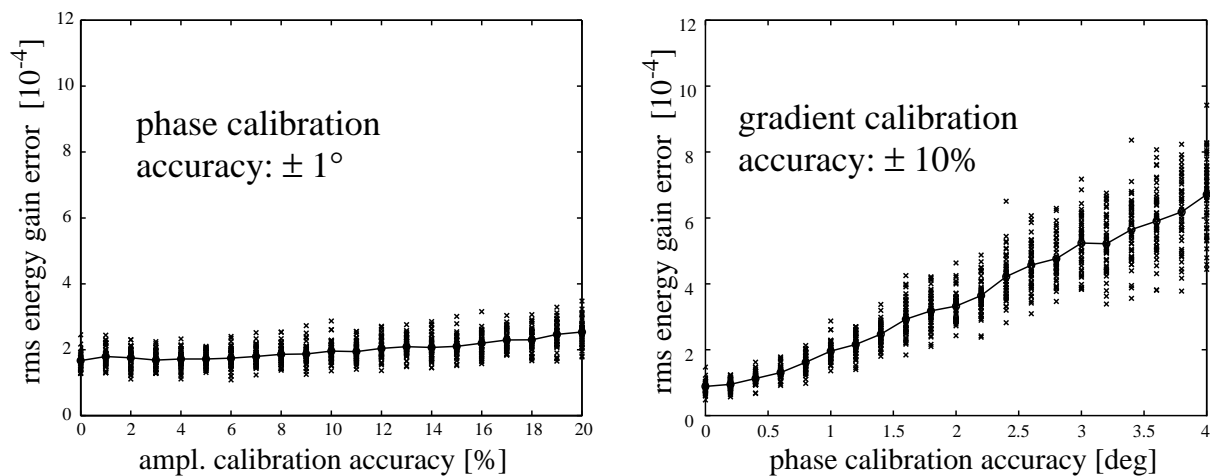 12
10
8
6
4
2
0
rms energy gain error [10-4]
phase calibration
accuracy: ± 1°
0 2 4 6 8 10 12 14 16 18 20
ampl. calibration accuracy [%]
12
10
8
6
4
2
0
rms energy gain error [10-4]
gradient calibration
accuracy: ± 10%
0 0.5 1 1.5 2 2.5 3 3.5 4
phase calibration accuracy [deg]